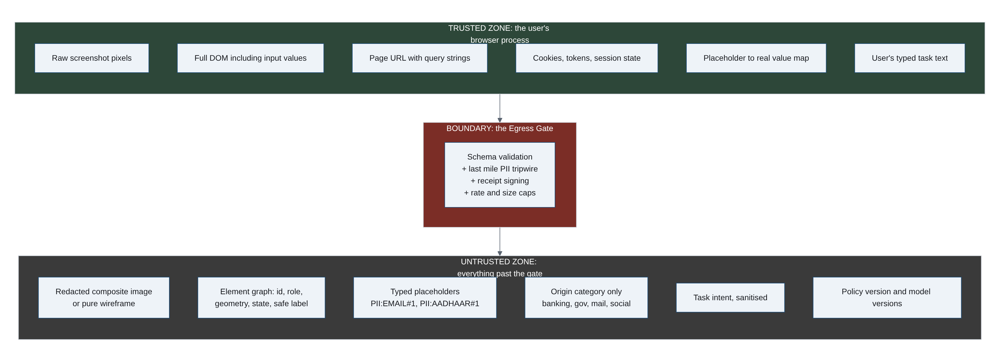 TRUSTED ZONE: the user's
browser process
Raw screenshot pixels
Full DOM including input values
Page URL with query strings
Cookies, tokens, session state
Placeholder to real value map
User's typed task text
BOUNDARY: the Egress Gate
Schema validation
+ last mile PII tripwire
+ receipt signing
+ rate and size caps
UNTRUSTED ZONE:
everything past the gate
Redacted composite image
or pure wireframe
Element graph: id, role,
geometry, state, safe label
Typed placeholders
PII:EMAIL#1, PII:AADHAAR#1
Origin category only
banking, gov, mail, social
Task intent, sanitised
Policy version and model
versions